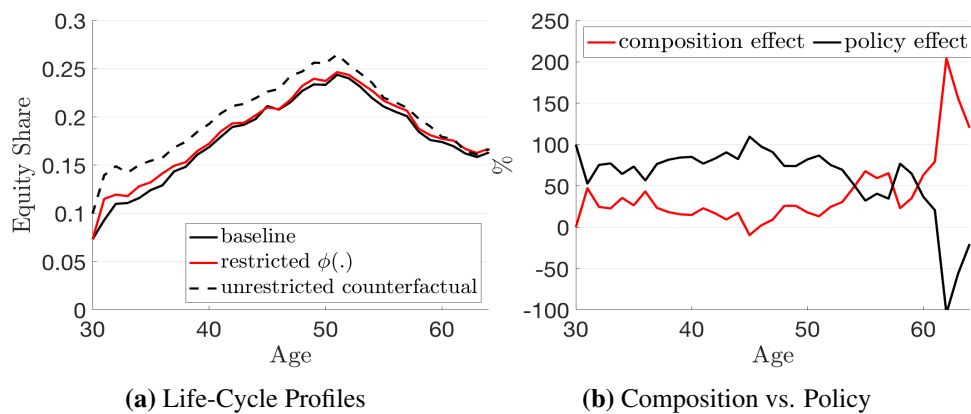 0.3
0.25
0.2
0.15
0.1
0.05
0
Equity Share
baseline
restricted ϕ(.)
unrestricted counterfactual
30 40 50 60
Age
(a) Life-Cycle Profiles
250
200
150
100
50
0
-50
-100
%
composition effect policy effect
30 40 50 60
Age
(b) Composition vs. Policy